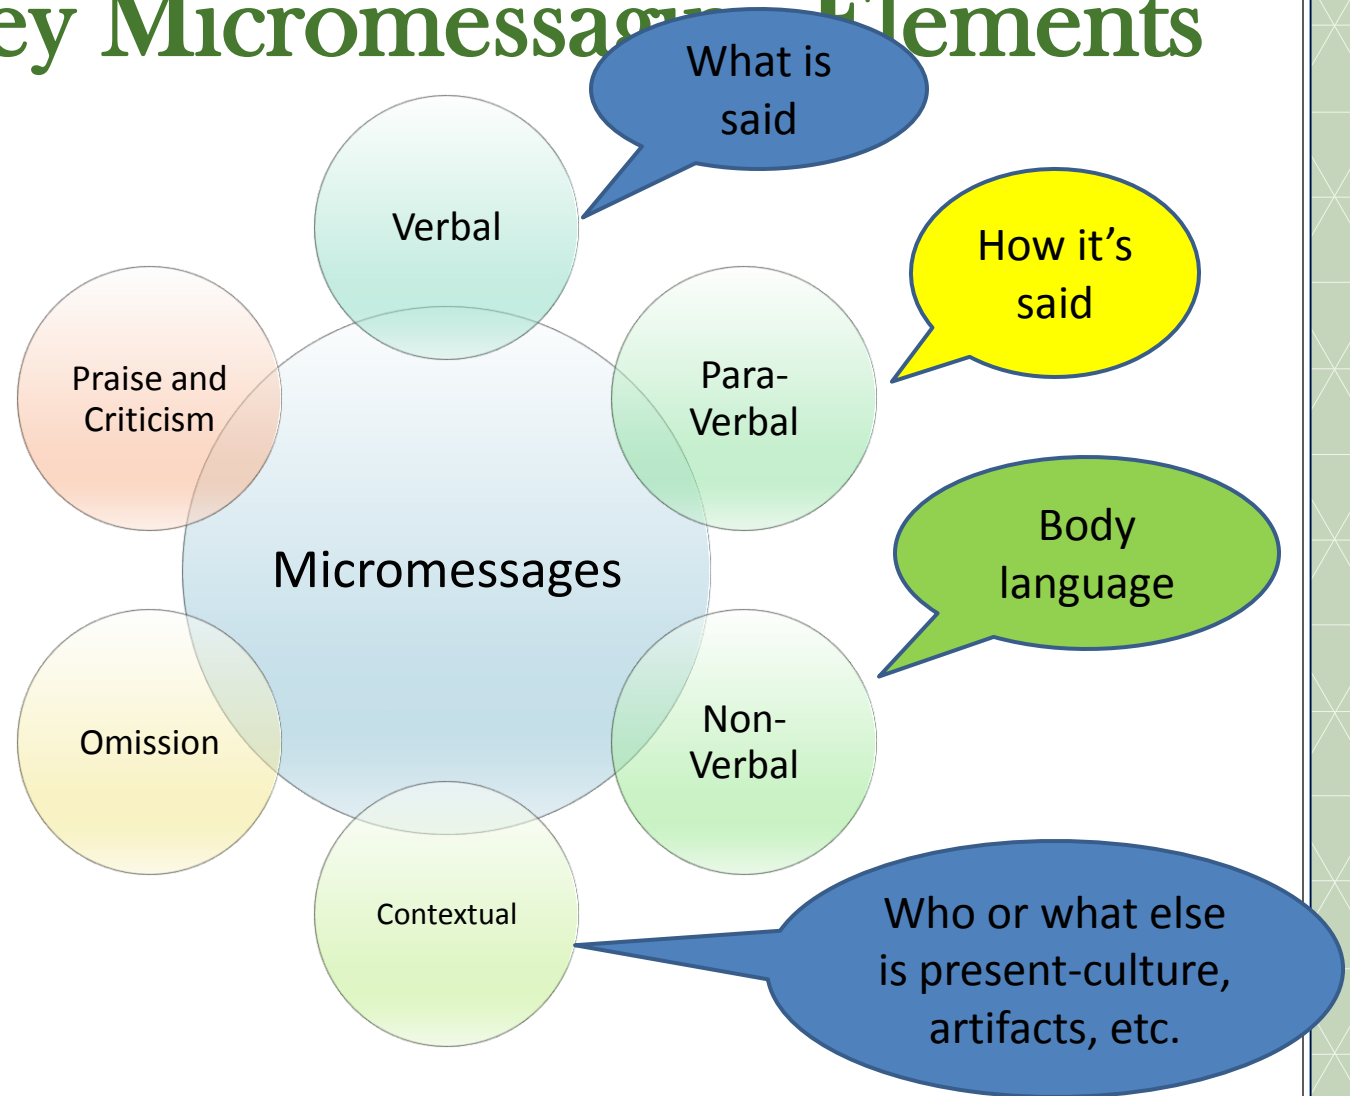 ey Micromessaging Elements
What is
said
Verbal
How it's
said
Para-
Verbal
Praise and
Criticism
Body
language
Micromessages
Non-
Verbal
Omission
Contextual
Who or what else
is present-culture,
artifacts, etc.